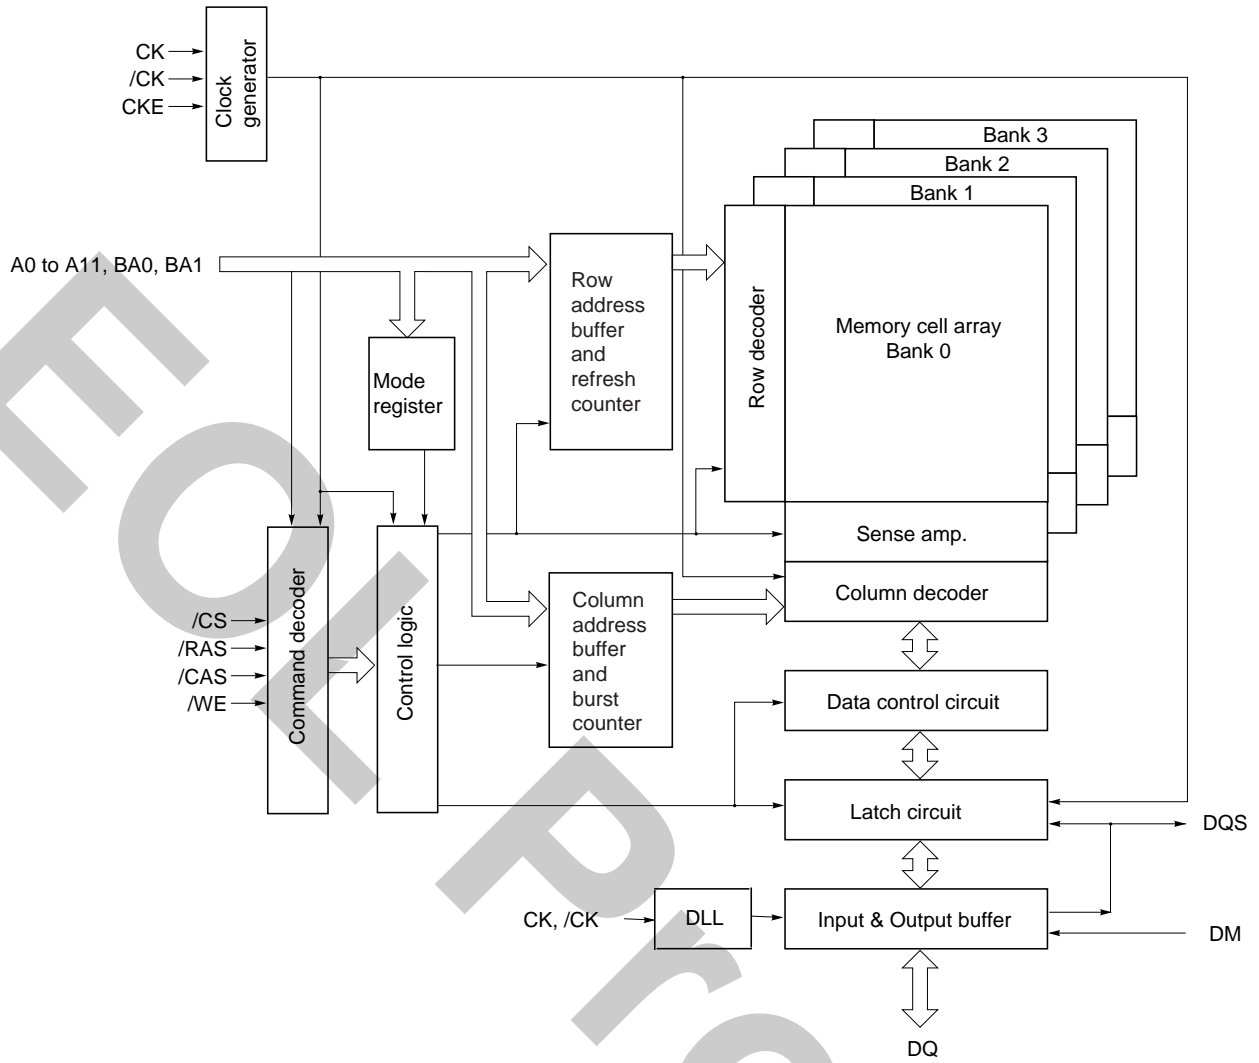 CK
/CK
CKE
Clock
generator
Bank 3
Bank 2
Bank 1
A0 to A11, BA0, BA1
Row
address
buffer
and
refresh
counter
Row decoder
Memory cell array
Bank 0
Mode
register
Sense amp.
Column decoder
/CS
/RAS
/CAS
/WE
Command decoder
Control logic
Column
address
buffer
and
burst
counter
Data control circuit
Latch circuit
DQS
CK, /CK
DLL
Input & Output buffer
DM
DQ
EOL Pro